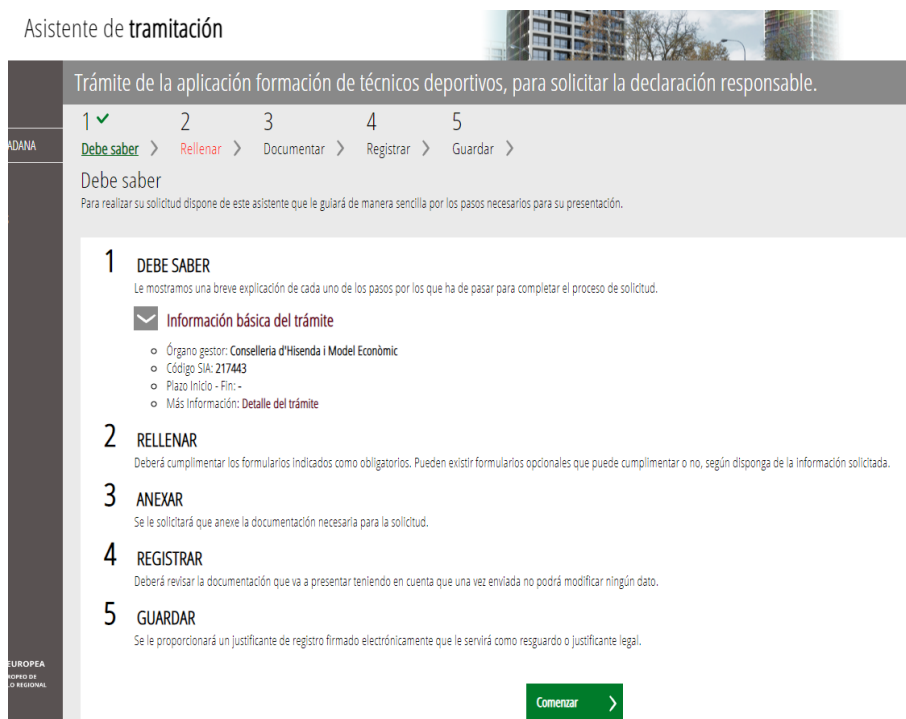 Asistente de tramitación
Trámite de la aplicación formación de técnicos deportivos, para solicitar la declaración responsable.
1 2 3 4 5
Debe saber Rellenar Documentar Registrar Guardar
ADANA
Debe saber
Para realizar su solicitud dispone de este asistente que le guiará de manera sencilla por los pasos necesarios para su presentación.
1 DEBE SABER
Le mostramos una breve explicación de cada uno de los pasos por los que ha de pasar para completar el proceso de solicitud.
Información básica del trámite
Órgano gestor: Conselleria d'Hisenda i Model Econòmic
Código SIA: 217443
Plazo Inicio - Fin: -
Más Información: Detalle del trámite
2 RELLENAR
Deberá cumplimentar los formularios indicados como obligatorios. Pueden existir formularios opcionales que puede cumplimentar o no, según disponga de la información solicitada.
3 ANEXAR
Se le solicitará que anexe la documentación necesaria para la solicitud.
4 REGISTRAR
Deberá revisar la documentación que va a presentar teniendo en cuenta que una vez enviada no podrá modificar ningún dato.
5 GUARDAR
Se le proporcionará un justificante de registro firmado electrónicamente que le servirá como resguardo o justificante legal.
EUROPEA
ROPEO DE
LO REGIONAL
Comenzar